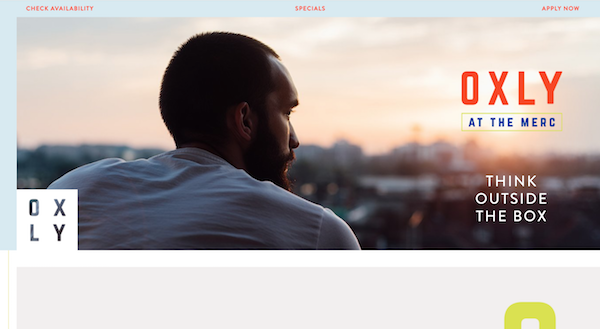 CHECK AVAILABILITY
SPECIALS
APPLY NOW
OXLY
AT THE MERC
THINK
OUTSIDE
THE BOX
O X
L Y